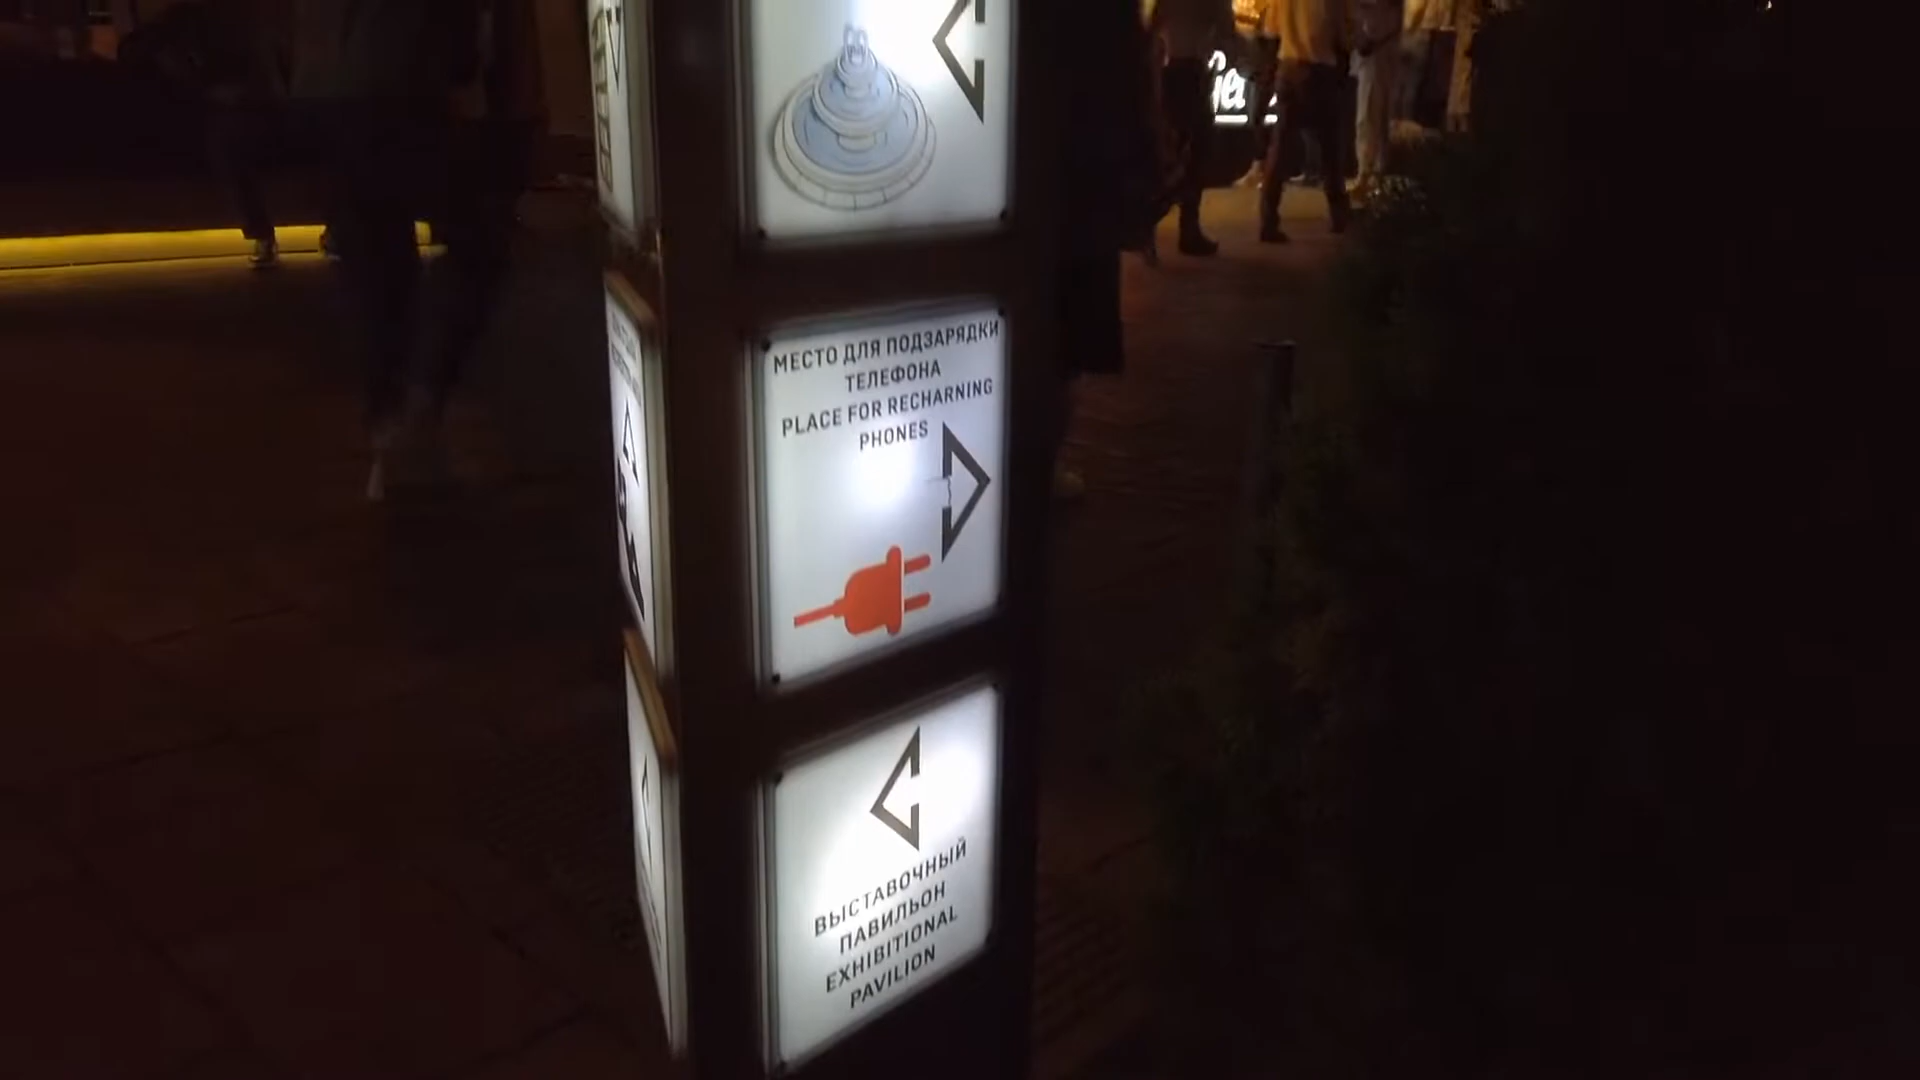 МЕСТО ДЛЯ ПОДЗАРЯДКИ
ТЕЛЕФОНА
PLACE FOR RECHARNING
PHONES
ВЫСТАВОЧНЫЙ
ПАВИЛЬОН
EXHIBITIONAL
PAVILION